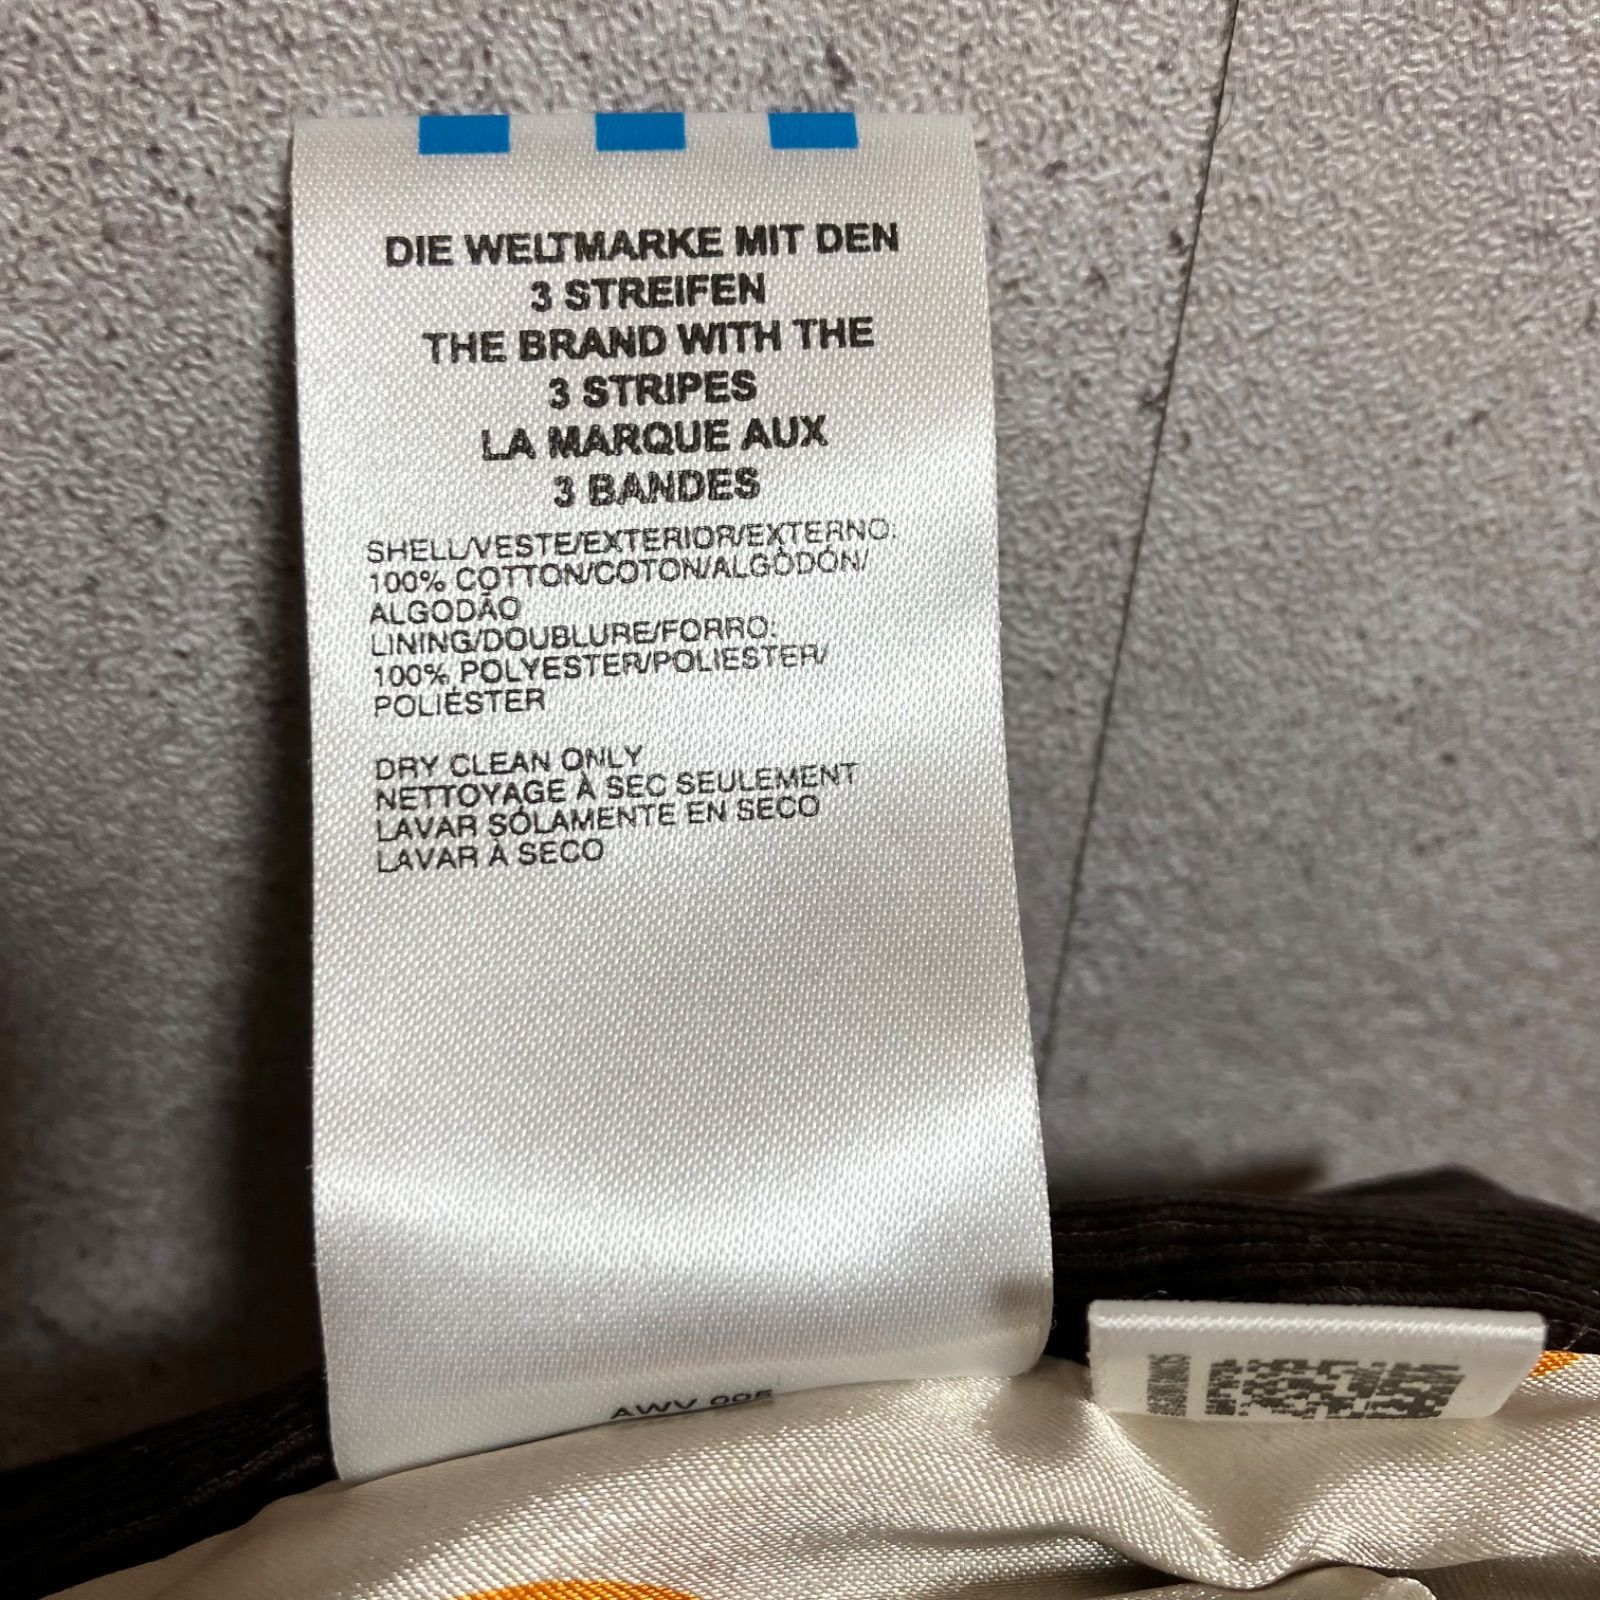 DIE WELTMARKE MIT DEN
3 STREIFEN
THE BRAND WITH THE
3 STRIPES
LA MARQUE AUX
3 BANDES
SHELL/VESTE/EXTERIOR/EXTERNO:
100% COTTON/COTON/ALGODÓN/
ALGODÃO
LINING/DOUBLURE/FORRO:
100% POLYESTER/POLIESTER/
POLIÉSTER
DRY CLEAN ONLY
NETTOYAGE À SEC SEULEMENT
LAVAR SÓLAMENTE EN SECO
LAVAR À SECO
AWV